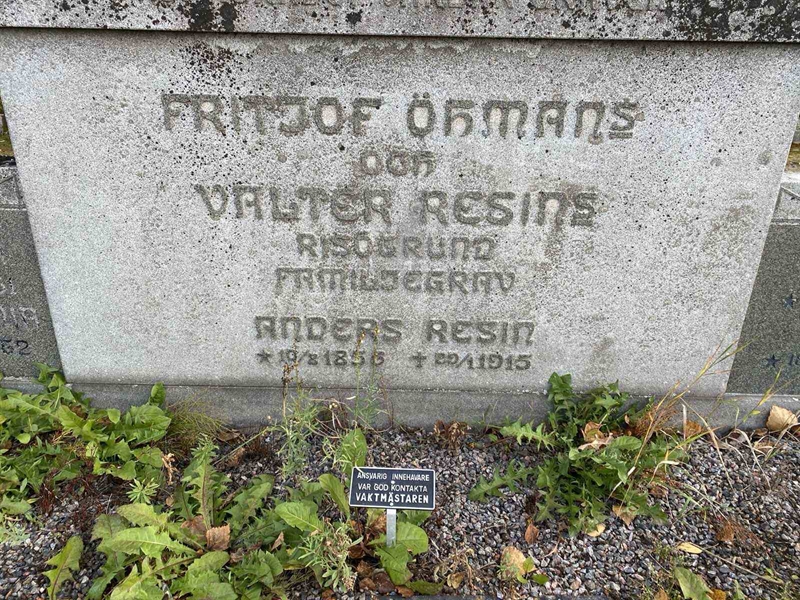 FRITJOF ÖHMANS
OCH
VALTER RESINS
RISÖGRUND
FAMILJEGRAV
ANDERS RESIN
ANSVARIG INNEHAVARE
VAR GOD KONTAKTA
VAKTMÄSTAREN